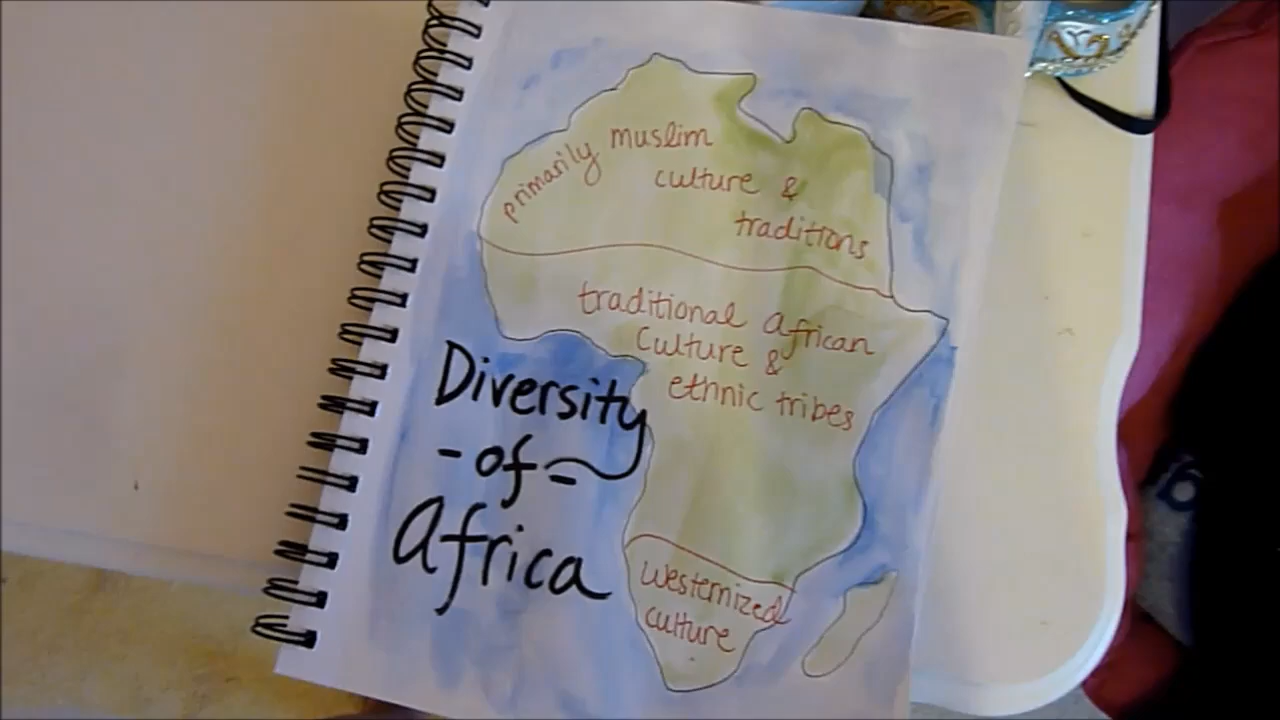 primarily muslim
culture &
traditions
traditional African
Culture &
ethnic tribes
Diversity
- of -
Africa
Westernized
culture